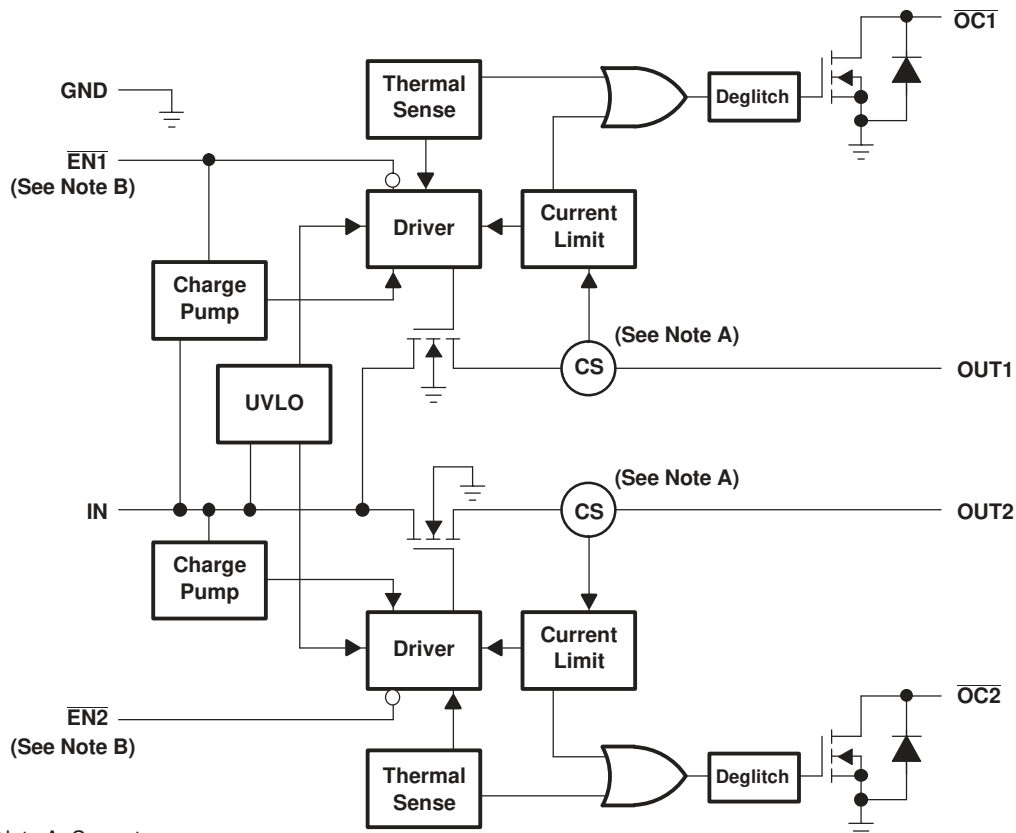 OC1
Thermal
Sense
Deglitch
GND
EN1
(See Note B)
Driver
Current
Limit
Charge
Pump
(See Note A)
CS
OUT1
UVLO
(See Note A)
IN
CS
OUT2
Charge
Pump
Driver
Current
Limit
OC2
EN2
(See Note B)
Thermal
Sense
Deglitch